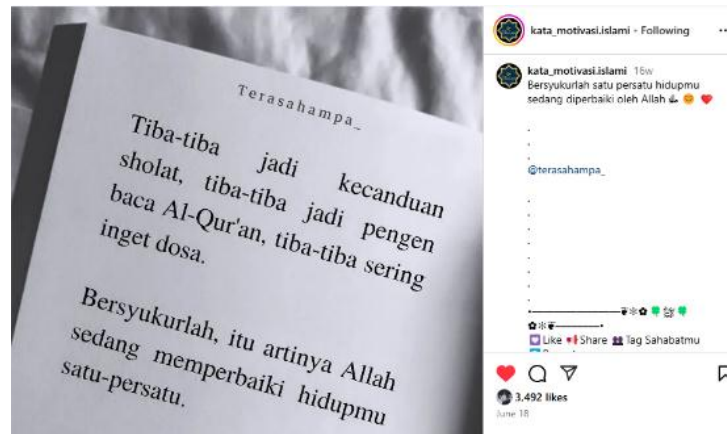 Terasahampa_
Tiba-tiba jadi kecanduan
sholat, tiba-tiba jadi pengen
baca Al-Qur'an, tiba-tiba sering
inget dosa.
Bersyukurlah, itu artinya Allah
sedang memperbaiki hidupmu
satu-persatu.
kata_motivasi.islami • Following
kata_motivasi.islami 16w
Bersyukurlah satu persatu hidupmu
sedang diperbaiki oleh Allah
@terasahampa_
Like Share Tag Sahabatmu
3.492 likes
June 18